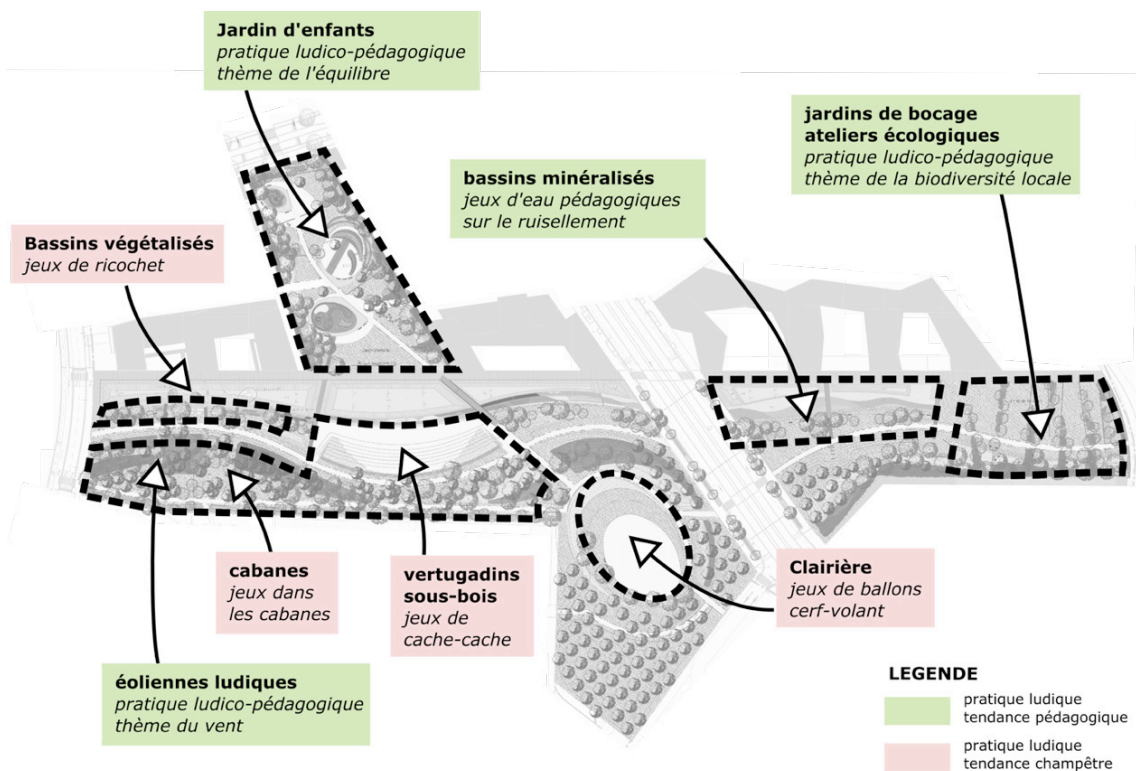 Jardin d'enfants
pratique ludico-pédagogique
thème de l'équilibre
jardins de bocage
ateliers écologiques
pratique ludico-pédagogique
thème de la biodiversité locale
bassins minéralisés
jeux d'eau pédagogiques
sur le ruisellement
Bassins végétalisés
jeux de ricochet
cabanes
jeux dans
les cabanes
vertugadins
sous-bois
jeux de
cache-cache
Clairière
jeux de ballons
cerf-volant
éoliennes ludiques
pratique ludico-pédagogique
thème du vent
LEGENDE
pratique ludique
tendance pédagogique
pratique ludique
tendance champêtre